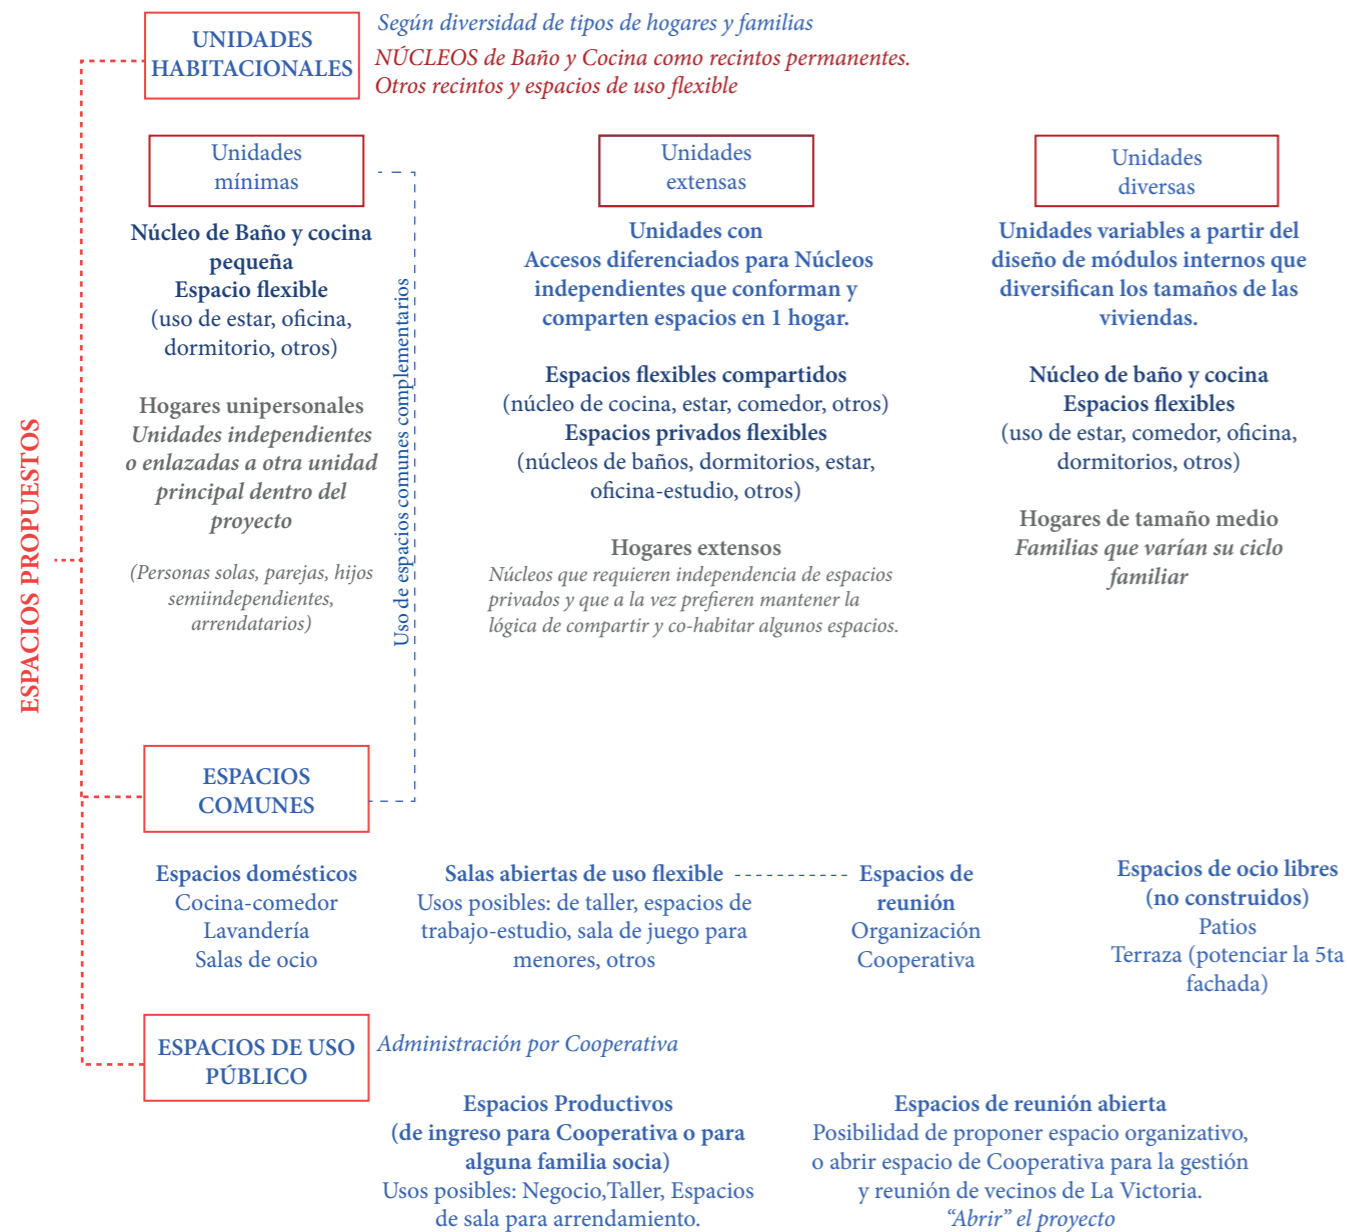 ESPACIOS PROPUESTOS
UNIDADES
HABITACIONALES
Según diversidad de tipos de hogares y familias
NÚCLEOS de Baño y Cocina como recintos permanentes.
Otros recintos y espacios de uso flexible
Unidades
mínimas
Núcleo de Baño y cocina
pequeña
Espacio flexible
(uso de estar, oficina,
dormitorio, otros)
Hogares unipersonales
Unidades independientes
o enlazadas a otra unidad
principal dentro del
proyecto
(Personas solas, parejas, hijos
semiindependientes,
arrendatarios)
Uso de espacios comunes complementarios
Unidades
extensas
Unidades con
Accesos diferenciados para Núcleos
independientes que conforman y
comparten espacios en 1 hogar.
Espacios flexibles compartidos
(núcleo de cocina, estar, comedor, otros)
Espacios privados flexibles
(núcleos de baños, dormitorios, estar,
oficina-estudio, otros)
Hogares extensos
Núcleos que requieren independencia de espacios
privados y que a la vez prefieren mantener la
lógica de compartir y co-habitar algunos espacios.
Unidades
diversas
Unidades variables a partir del
diseño de módulos internos que
diversifican los tamaños de las
viviendas.
Núcleo de baño y cocina
Espacios flexibles
(uso de estar, comedor, oficina,
dormitorios, otros)
Hogares de tamaño medio
Familias que varían su ciclo
familiar
ESPACIOS
COMUNES
Espacios domésticos
Cocina-comedor
Lavandería
Salas de ocio
Salas abiertas de uso flexible
Usos posibles: de taller, espacios de
trabajo-estudio, sala de juego para
menores, otros
Espacios de
reunión
Organización
Cooperativa
Espacios de ocio libres
(no construidos)
Patios
Terraza (potenciar la 5ta
fachada)
ESPACIOS DE USO
PÚBLICO
Administración por Cooperativa
Espacios Productivos
(de ingreso para Cooperativa o para
alguna familia socia)
Usos posibles: Negocio,Taller, Espacios
de sala para arrendamiento.
Espacios de reunión abierta
Posibilidad de proponer espacio organizativo,
o abrir espacio de Cooperativa para la gestión
y reunión de vecinos de La Victoria.
“Abrir” el proyecto